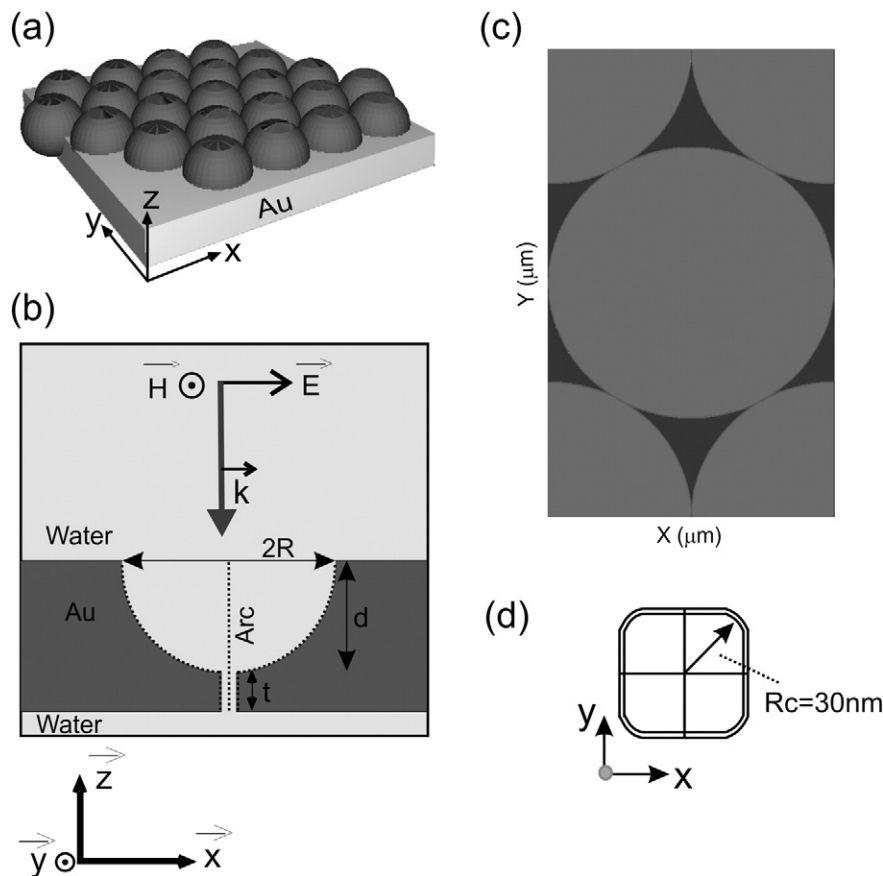 (a)
z
y
Au
x
(b)
H
E
k
Water
2R
Au
Arc
d
t
Water
z
y
x
(c)
Y (μm)
X (μm)
(d)
Rc=30nm
y
x